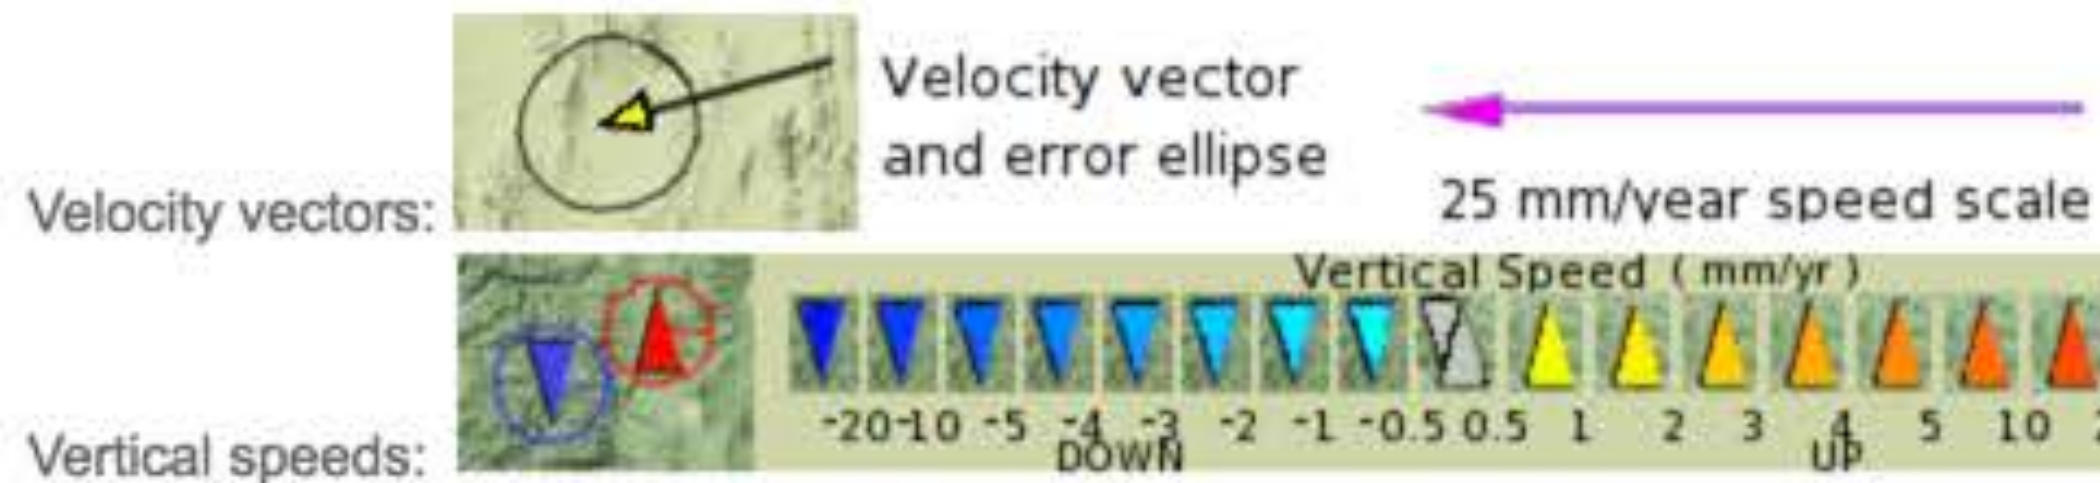 Velocity vector
and error ellipse
25 mm/year speed scale
Velocity vectors:
Vertical Speed ( mm/yr )
-20 -10 -5 -4 -3 -2 -1 -0.5 0.5 1 2 3 4 5 10
DOWN UP
Vertical speeds: